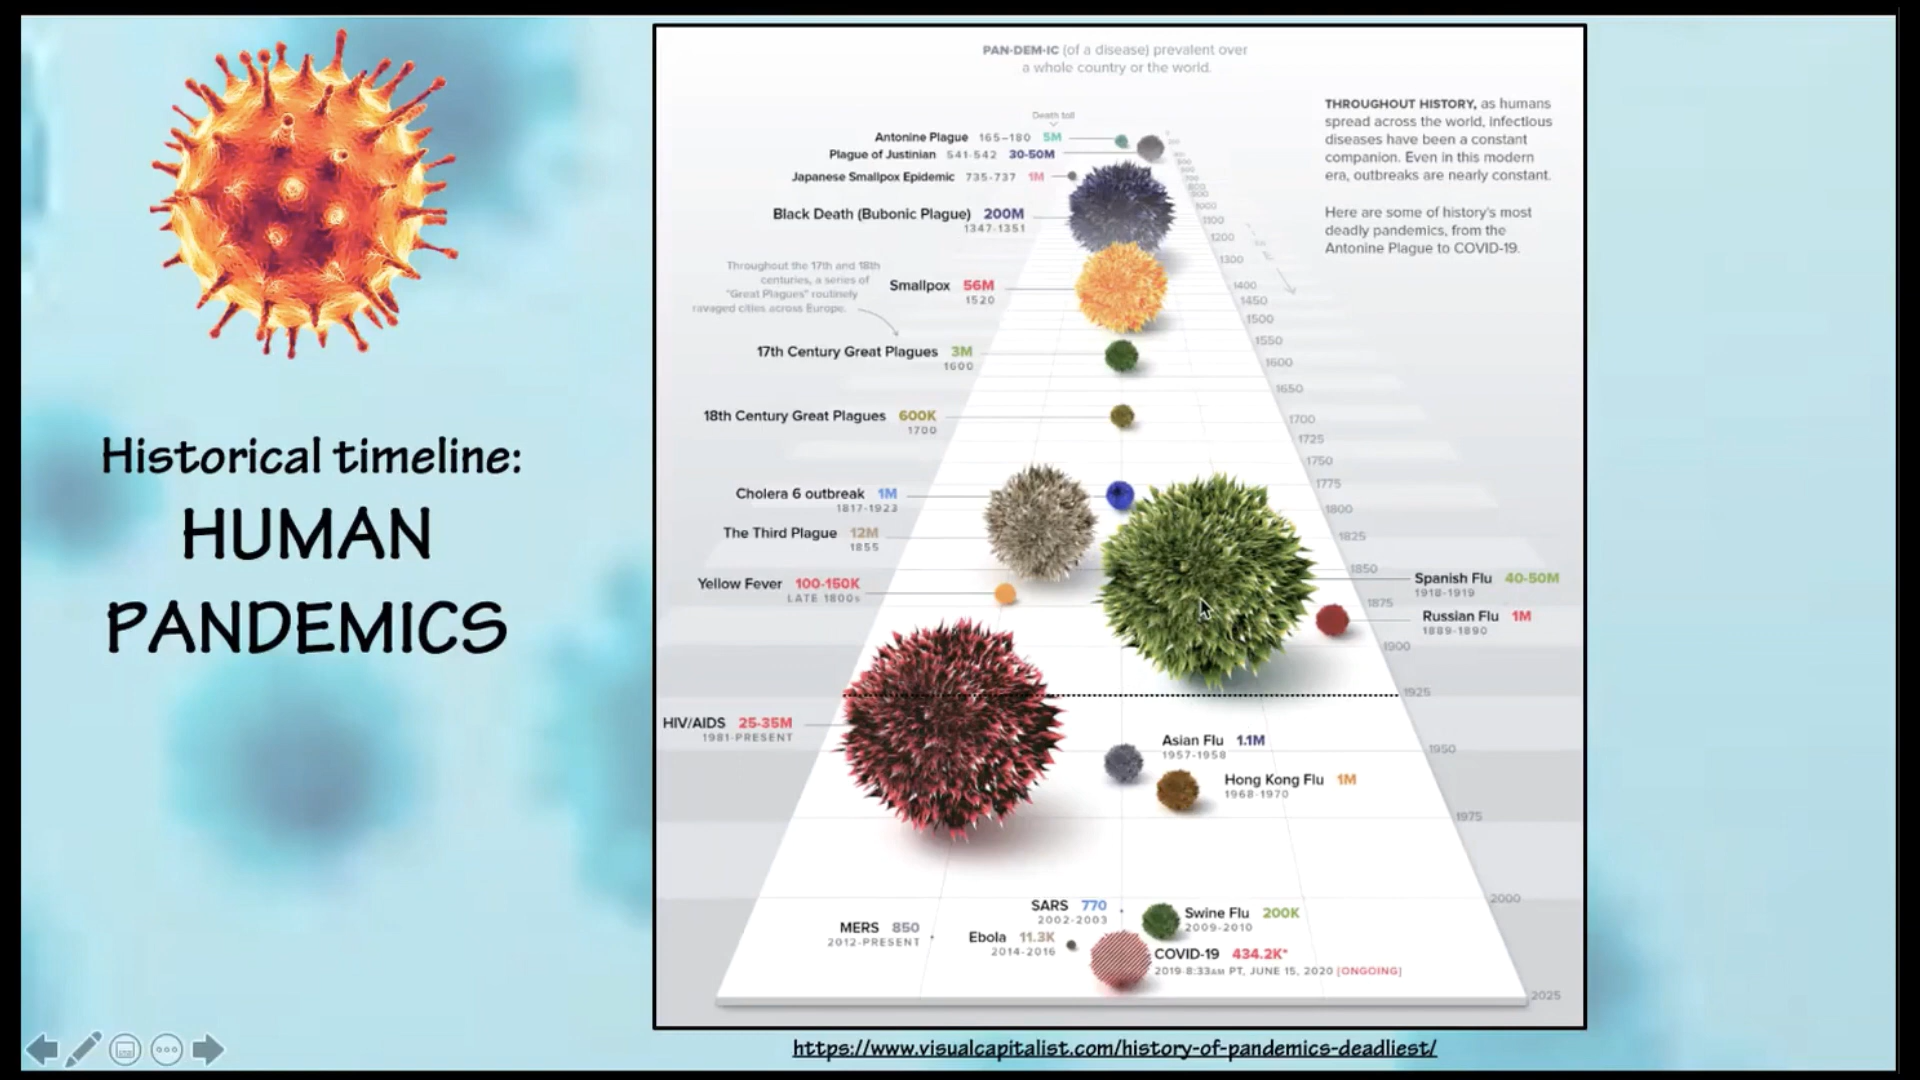 Historical timeline:
HUMAN
PANDEMICS
PAN·DEM·IC (of a disease) prevalent over
a whole country or the world.
THROUGHOUT HISTORY, as humans
spread across the world, infectious
diseases have been a constant
companion. Even in this modern
era, outbreaks are nearly constant.
Here are some of history's most
deadly pandemics, from the
Antonine Plague to COVID-19.
Death toll
Antonine Plague 165-180 5M
Plague of Justinian 541-542 30-50M
Japanese Smallpox Epidemic 735-737 1M
Black Death (Bubonic Plague) 200M
1347-1351
Throughout the 17th and 18th
centuries, a series of
"Great Plagues" routinely
ravaged cities across Europe.
Smallpox 56M
1520
17th Century Great Plagues 3M
1600
18th Century Great Plagues 600K
1700
Cholera 6 outbreak 1M
1817-1923
The Third Plague 12M
1855
Yellow Fever 100-150K
LATE 1800s
Spanish Flu 40-50M
1918-1919
Russian Flu 1M
1889-1890
HIV/AIDS 25-35M
1981-PRESENT
Asian Flu 1.1M
1957-1958
Hong Kong Flu 1M
1968-1970
SARS 770
2002-2003
Swine Flu 200K
2009-2010
MERS 850
2012-PRESENT
Ebola 11.3K
2014-2016
COVID-19 434.2K*
2019-8:33AM PT, JUNE 15, 2020 [ONGOING]
1000
1100
1200
1300
1400
1450
1500
1550
1600
1650
1700
1725
1750
1775
1800
1825
1850
1875
1900
1925
1950
1975
2000
2025
https://www.visualcapitalist.com/history-of-pandemics-deadliest/